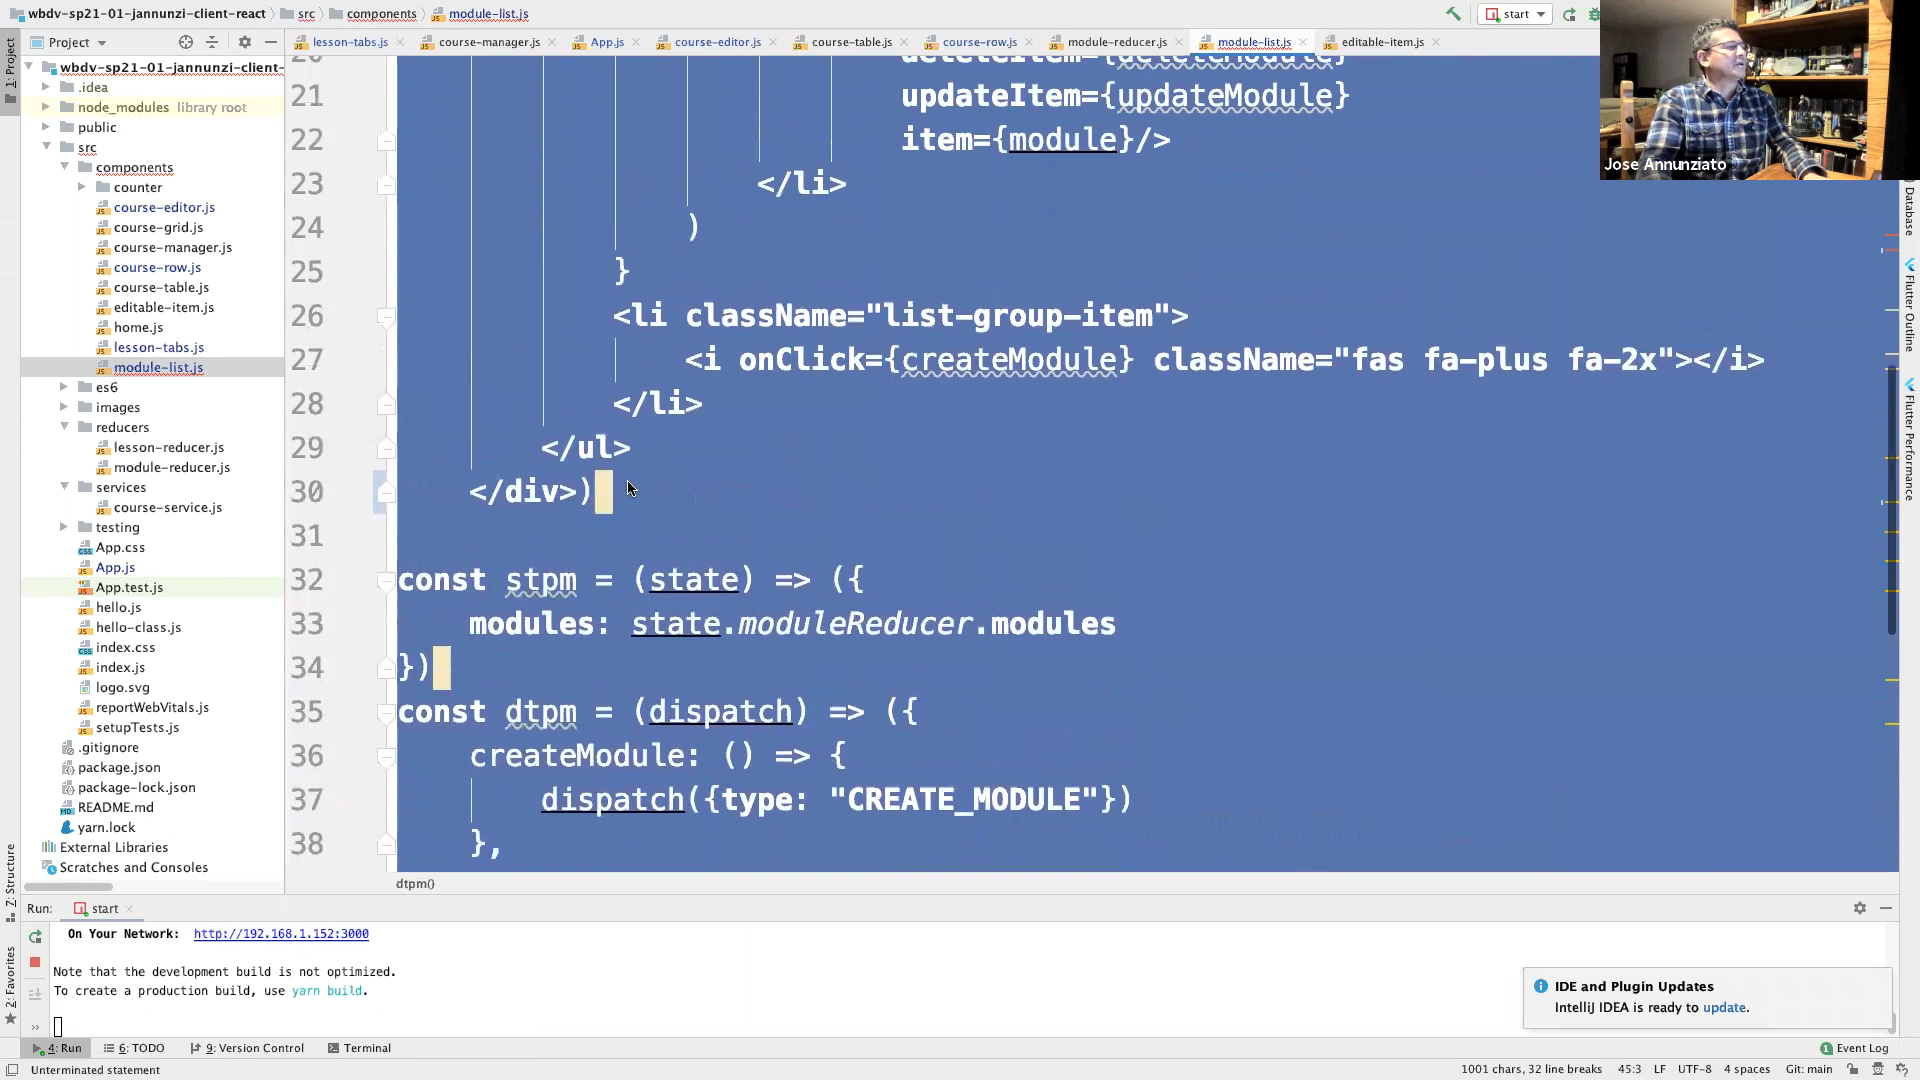 wbdv-sp21-01-jannunzi-client-react
src
components
module-list.js
start
1: Project
Project
lesson-tabs.js
course-manager.js
App.js
course-editor.js
course-table.js
course-row.js
module-reducer.js
module-list.js
editable-item.js
wbdv-sp21-01-jannunzi-client-
.idea
node_modules library root
public
src
components
counter
course-editor.js
course-grid.js
course-manager.js
course-row.js
course-table.js
editable-item.js
home.js
lesson-tabs.js
module-list.js
es6
images
reducers
lesson-reducer.js
module-reducer.js
services
course-service.js
testing
App.css
App.js
App.test.js
hello.js
hello-class.js
index.css
index.js
logo.svg
reportWebVitals.js
setupTests.js
.gitignore
package.json
package-lock.json
README.md
yarn.lock
External Libraries
Scratches and Consoles
20 deleteItem={deleteModule}
21 updateItem={updateModule}
22 item={module}/>
23 </li>
24 )
25 }
26 <li className="list-group-item">
27 <i onClick={createModule} className="fas fa-plus fa-2x"></i>
28 </li>
29 </ul>
30 </div>)
31
32 const stpm = (state) => ({
33 modules: state.moduleReducer.modules
34 })
35 const dtpm = (dispatch) => ({
36 createModule: () => {
37 dispatch({type: "CREATE_MODULE"})
38 },
dtpm()
Jose Annunziato
Database
Flutter Outline
Flutter Performance
Z: Structure
2: Favorites
Run: start
On Your Network: http://192.168.1.152:3000
Note that the development build is not optimized.
To create a production build, use yarn build.
IDE and Plugin Updates
IntelliJ IDEA is ready to update.
4: Run
6: TODO
9: Version Control
Terminal
1 Event Log
Unterminated statement
1001 chars, 32 line breaks 45:3 LF UTF-8 4 spaces Git: main